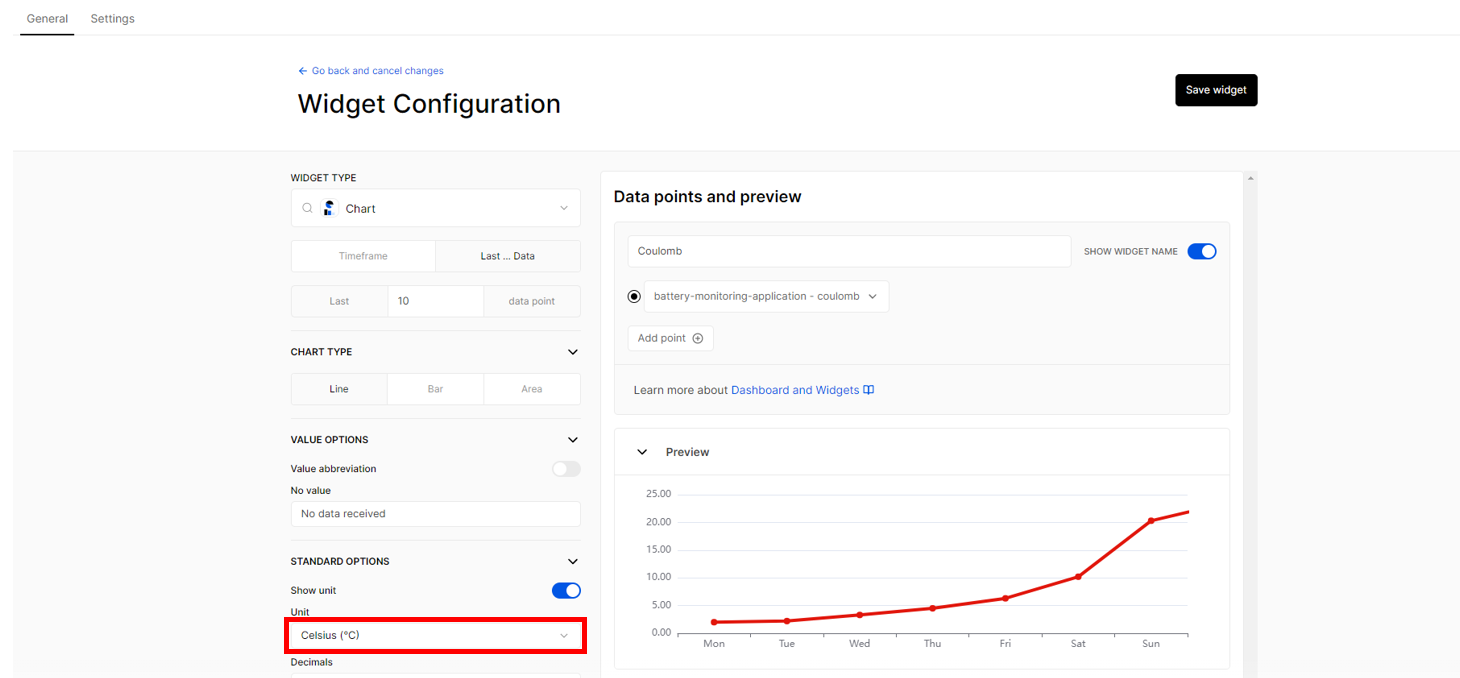 General Settings
Go back and cancel changes
Widget Configuration
Save widget
WIDGET TYPE
Chart
Timeframe Last ... Data
Last 10 data point
CHART TYPE
Line Bar Area
VALUE OPTIONS
Value abbreviation
No value
No data received
STANDARD OPTIONS
Show unit
Unit
Celsius (°C)
Decimals
Data points and preview
Coulomb SHOW WIDGET NAME
battery-monitoring-application - coulomb
Add point
Learn more about Dashboard and Widgets
Preview
25.00
20.00
15.00
10.00
5.00
0.00
Mon Tue Wed Thu Fri Sat Sun